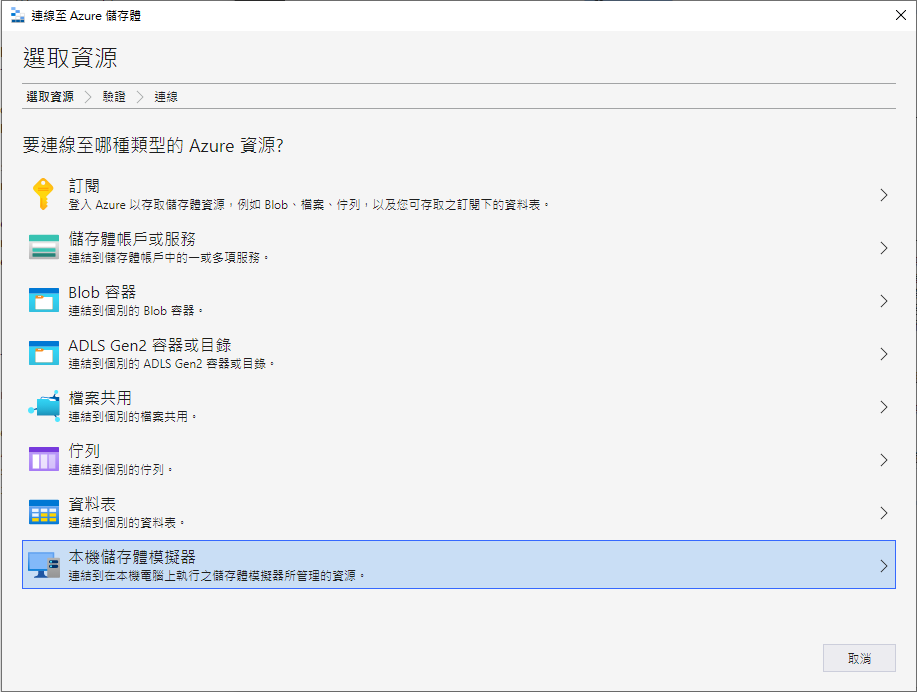 連線至 Azure 儲存體
選取資源
選取資源 驗證 連線
要連線至哪種類型的 Azure 資源?
訂閱
登入 Azure 以存取儲存體資源，例如 Blob、檔案、佇列，以及您可存取之訂閱下的資料表。
儲存體帳戶或服務
連結到儲存體帳戶中的一或多項服務。
Blob 容器
連結到個別的 Blob 容器。
ADLS Gen2 容器或目錄
連結到個別的 ADLS Gen2 容器或目錄。
檔案共用
連結到個別的檔案共用。
佇列
連結到個別的佇列。
資料表
連結到個別的資料表。
本機儲存體模擬器
連結到在本機電腦上執行之儲存體模擬器所管理的資源。
取消